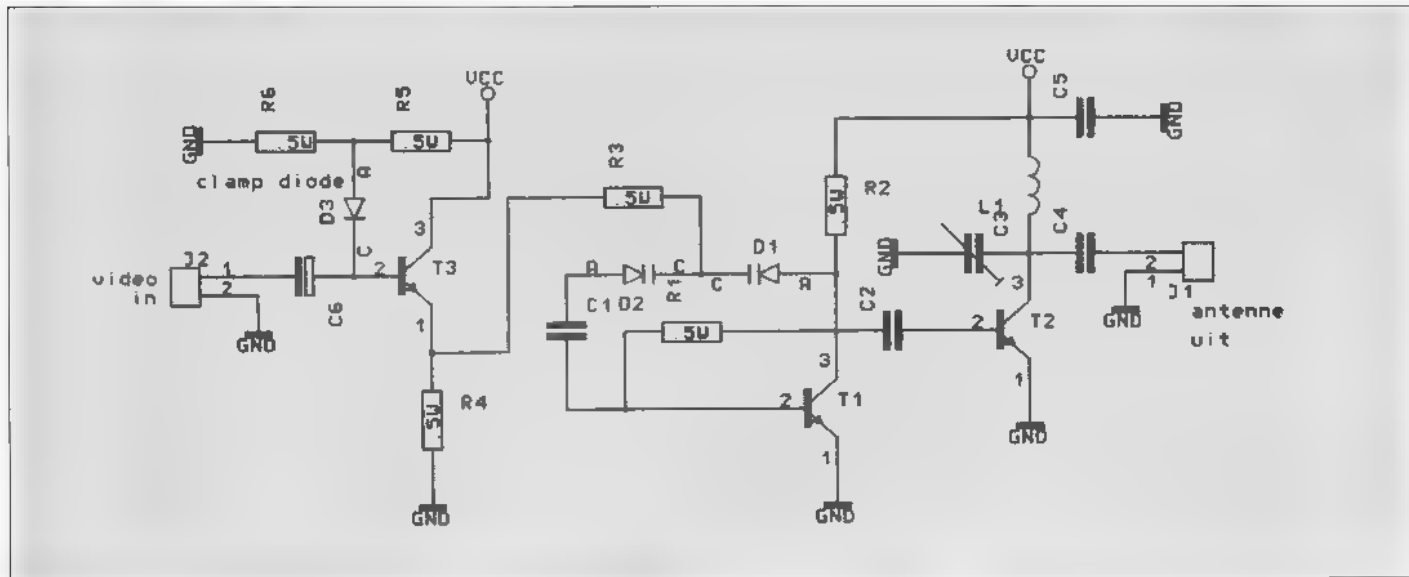 VCC
VCC
C5
R6
R5
GND
.5W
.5W
GND
clamp diode
A
R3
.5W
R2
.5W
D3
L1
C3
C4
C
3
D1
GND
J2
1
2
T3
A
C
R1
C
A
3
2
1
J1
video
in
2
C6
C1
D2
C2
2
T2
GND
antenne
uit
GND
1
.5W
3
1
R4
.5W
2
T1
GND
1
GND
GND